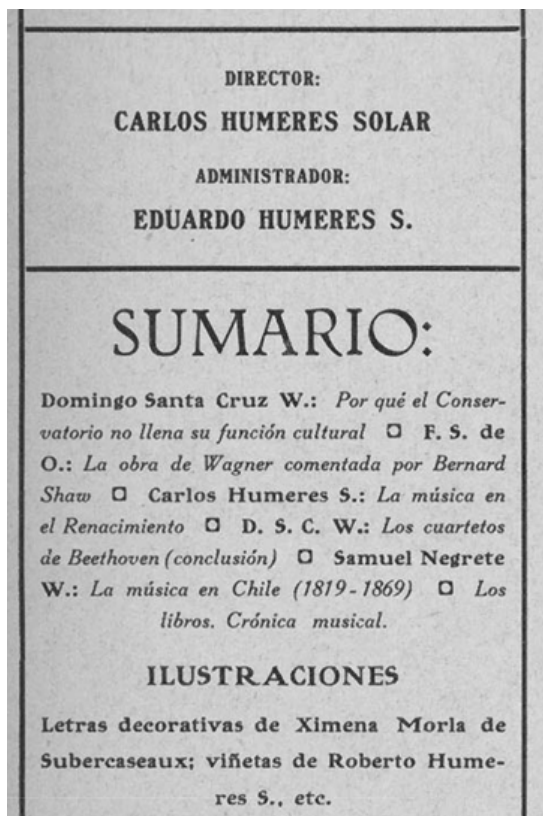 DIRECTOR:
CARLOS HUMERES SOLAR
ADMINISTRADOR:
EDUARDO HUMERES S.
SUMARIO:
Domingo Santa Cruz W.: Por qué el Conser-
vatorio no llena su función cultural ◘ F. S. de
O.: La obra de Wagner comentada por Bernard
Shaw ◘ Carlos Humeres S.: La música en
el Renacimiento ◘ D. S. C. W.: Los cuartetos
de Beethoven (conclusión) ◘ Samuel Negrete
W.: La música en Chile (1819-1869) ◘ Los
libros. Crónica musical.
ILUSTRACIONES
Letras decorativas de Ximena Morla de
Subercaseaux; viñetas de Roberto Hume-
res S., etc.